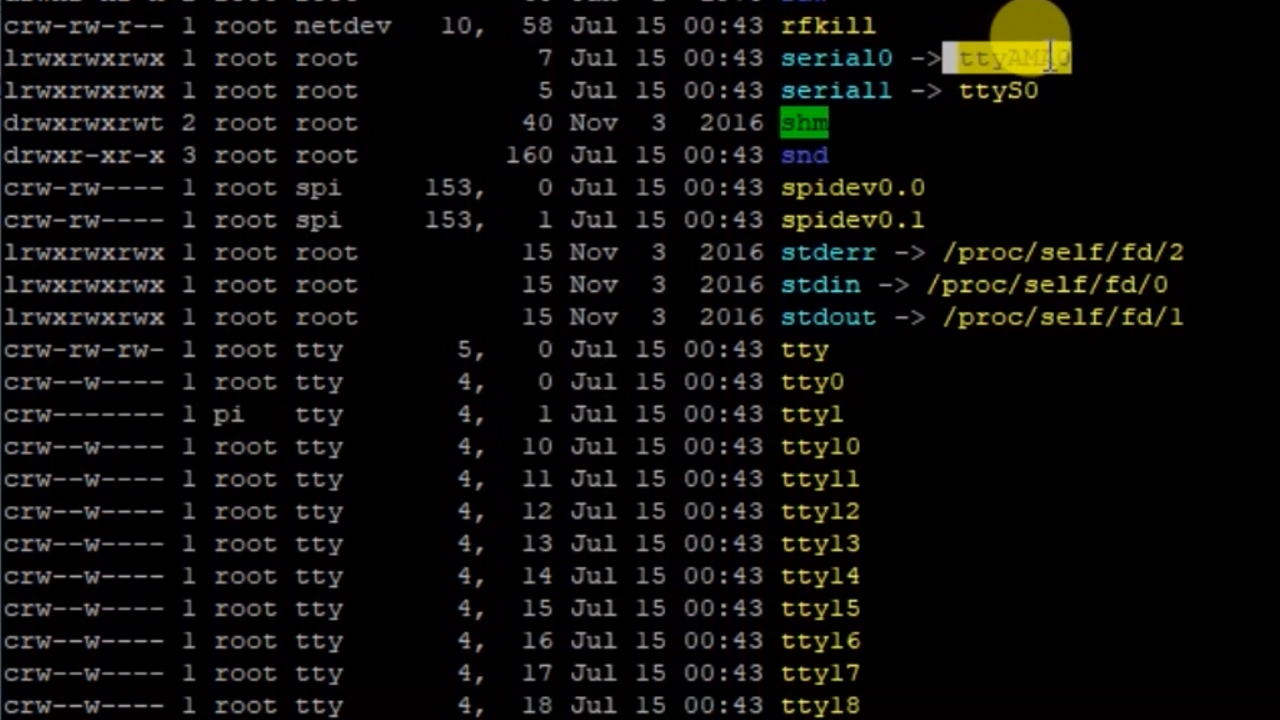 crw-rw-r-- 1 root netdev 10, 58 Jul 15 00:43 rfkill
lrwxrwxrwx 1 root root 7 Jul 15 00:43 serial0 -> ttyAMA0
lrwxrwxrwx 1 root root 5 Jul 15 00:43 serial1 -> ttyS0
drwxrwxrwt 2 root root 40 Nov 3 2016 shm
drwxr-xr-x 3 root root 160 Jul 15 00:43 snd
crw-rw---- 1 root spi 153, 0 Jul 15 00:43 spidev0.0
crw-rw---- 1 root spi 153, 1 Jul 15 00:43 spidev0.1
lrwxrwxrwx 1 root root 15 Nov 3 2016 stderr -> /proc/self/fd/2
lrwxrwxrwx 1 root root 15 Nov 3 2016 stdin -> /proc/self/fd/0
lrwxrwxrwx 1 root root 15 Nov 3 2016 stdout -> /proc/self/fd/1
crw-rw-rw- 1 root tty 5, 0 Jul 15 00:43 tty
crw--w---- 1 root tty 4, 0 Jul 15 00:43 tty0
crw------- 1 pi tty 4, 1 Jul 15 00:43 tty1
crw--w---- 1 root tty 4, 10 Jul 15 00:43 tty10
crw--w---- 1 root tty 4, 11 Jul 15 00:43 tty11
crw--w---- 1 root tty 4, 12 Jul 15 00:43 tty12
crw--w---- 1 root tty 4, 13 Jul 15 00:43 tty13
crw--w---- 1 root tty 4, 14 Jul 15 00:43 tty14
crw--w---- 1 root tty 4, 15 Jul 15 00:43 tty15
crw--w---- 1 root tty 4, 16 Jul 15 00:43 tty16
crw--w---- 1 root tty 4, 17 Jul 15 00:43 tty17
crw--w---- 1 root tty 4, 18 Jul 15 00:43 tty18